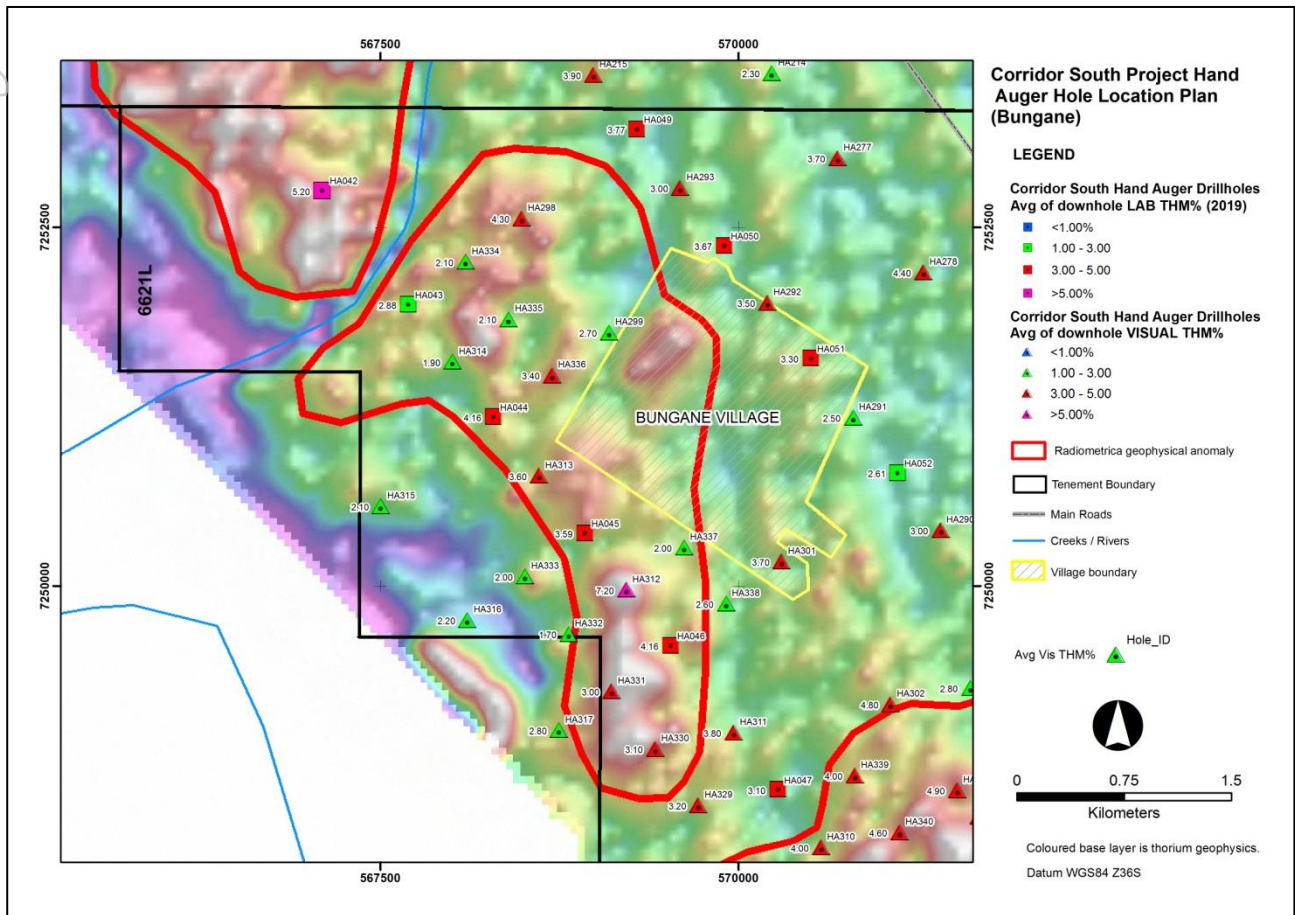 567500
570000
Corridor South Project Hand
Auger Hole Location Plan
(Bungane)
LEGEND
Corridor South Hand Auger Drillholes
Avg of downhole LAB THM% (2019)
<1.00%
1.00 - 3.00
3.00 - 5.00
>5.00%
Corridor South Hand Auger Drillholes
Avg of downhole VISUAL THM%
<1.00%
1.00 - 3.00
3.00 - 5.00
>5.00%
Radiometrica geophysical anomaly
Tenement Boundary
Main Roads
Creeks / Rivers
Village boundary
Hole_ID
Avg Vis THM%
0 0.75 1.5
Kilometers
Coloured base layer is thorium geophysics.
Datum WGS84 Z36S
7252500
7252500
7250000
7250000
6621L
HA215
3.90
HA214
2.30
HA049
3.77
HA277
3.70
HA042
5.20
HA293
3.00
HA298
4.30
HA050
3.67
HA334
2.10
HA278
4.40
HA043
2.88
HA292
3.50
HA335
2.10
HA299
2.70
HA051
3.30
HA314
1.90
HA336
3.40
HA044
4.16
BUNGANE VILLAGE
HA291
2.50
HA313
3.60
HA052
2.61
HA315
2.10
HA045
3.59
HA290
3.00
HA337
2.00
HA301
3.70
HA333
2.00
HA312
7.20
HA338
2.60
HA316
2.20
HA332
1.70
HA046
4.16
HA331
3.00
2.80
HA302
4.80
HA317
2.80
HA311
3.80
HA330
3.10
HA339
4.00
HA047
3.10
4.90
HA329
3.20
HA340
4.60
HA310
4.00
567500
570000